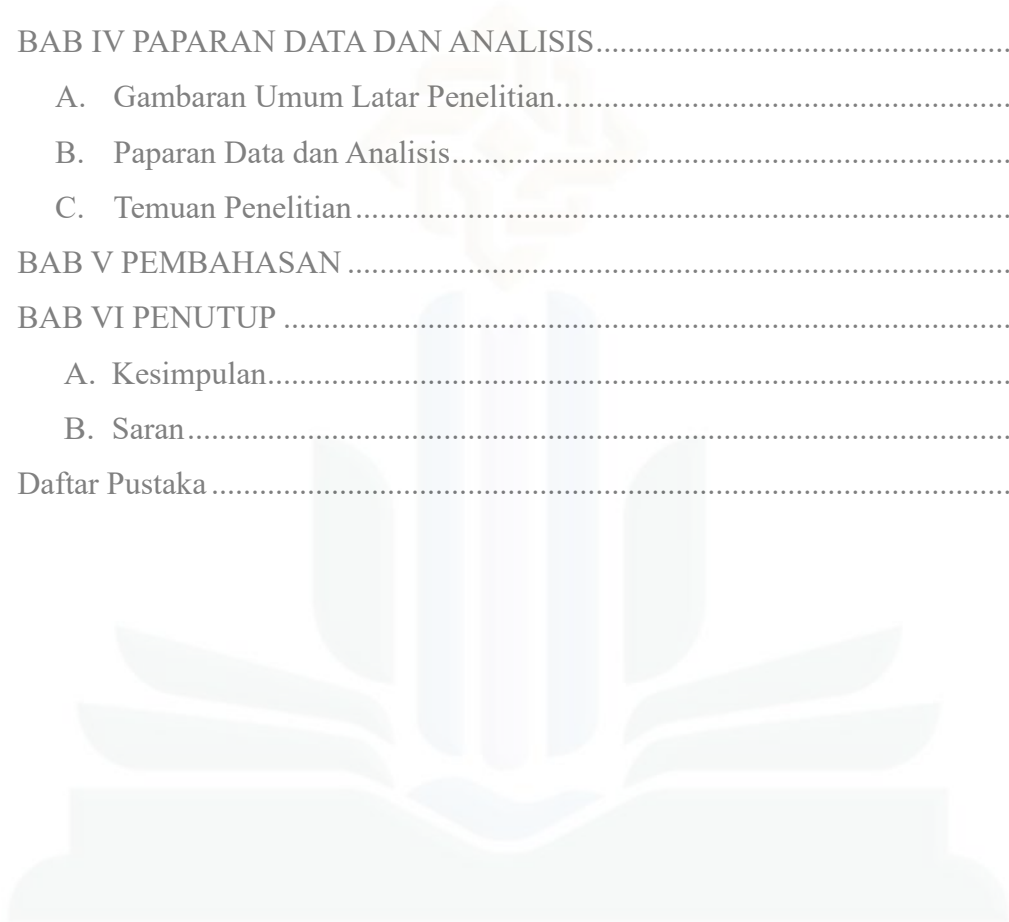 BAB IV PAPARAN DATA DAN ANALISIS....................................................
A. Gambaran Umum Latar Penelitian.........................................................
B. Paparan Data dan Analisis......................................................................
C. Temuan Penelitian..................................................................................
BAB V PEMBAHASAN...................................................................................
BAB VI PENUTUP...........................................................................................
A. Kesimpulan.............................................................................................
B. Saran.......................................................................................................
Daftar Pustaka....................................................................................................